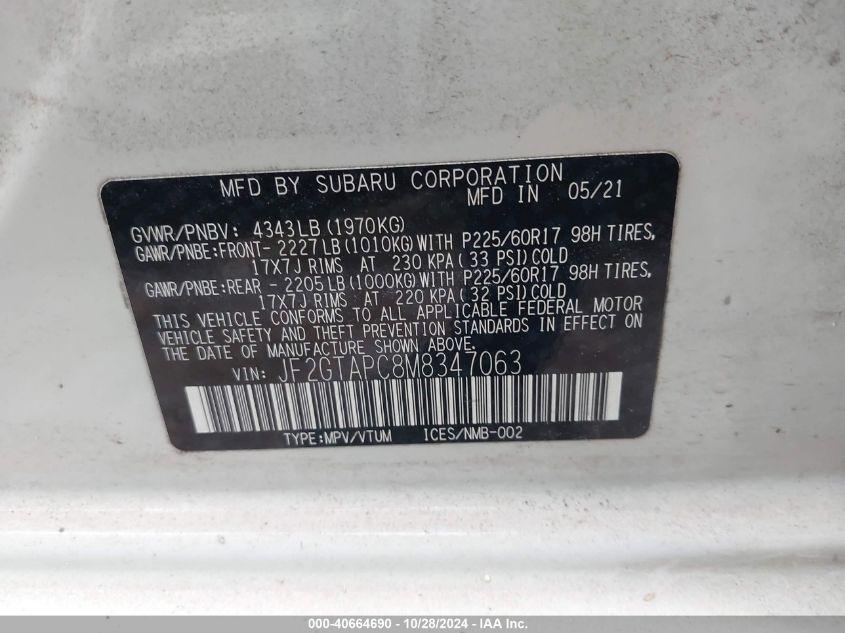 MFD BY SUBARU CORPORATION
MFD IN 05/21
GVWR/PNBV: 4343LB(1970KG)
GAWR/PNBE:FRONT- 2227LB(1010KG)WITH P225/60R17 98H TIRES,
17X7J RIMS AT 230 KPA(33 PSI)COLD
GAWR/PNBE:REAR - 2205LB(1000KG)WITH P225/60R17 98H TIRES,
17X7J RIMS AT 220 KPA(32 PSI)COLD
THIS VEHICLE CONFORMS TO ALL APPLICABLE FEDERAL MOTOR
VEHICLE SAFETY AND THEFT PREVENTION STANDARDS IN EFFECT ON
THE DATE OF MANUFACTURE SHOWN ABOVE.
VIN: JF2GTAPC8M8347063
TYPE:MPV/VTUM ICES/NMB-002
000-40664690 - 10/28/2024 - IAA Inc.